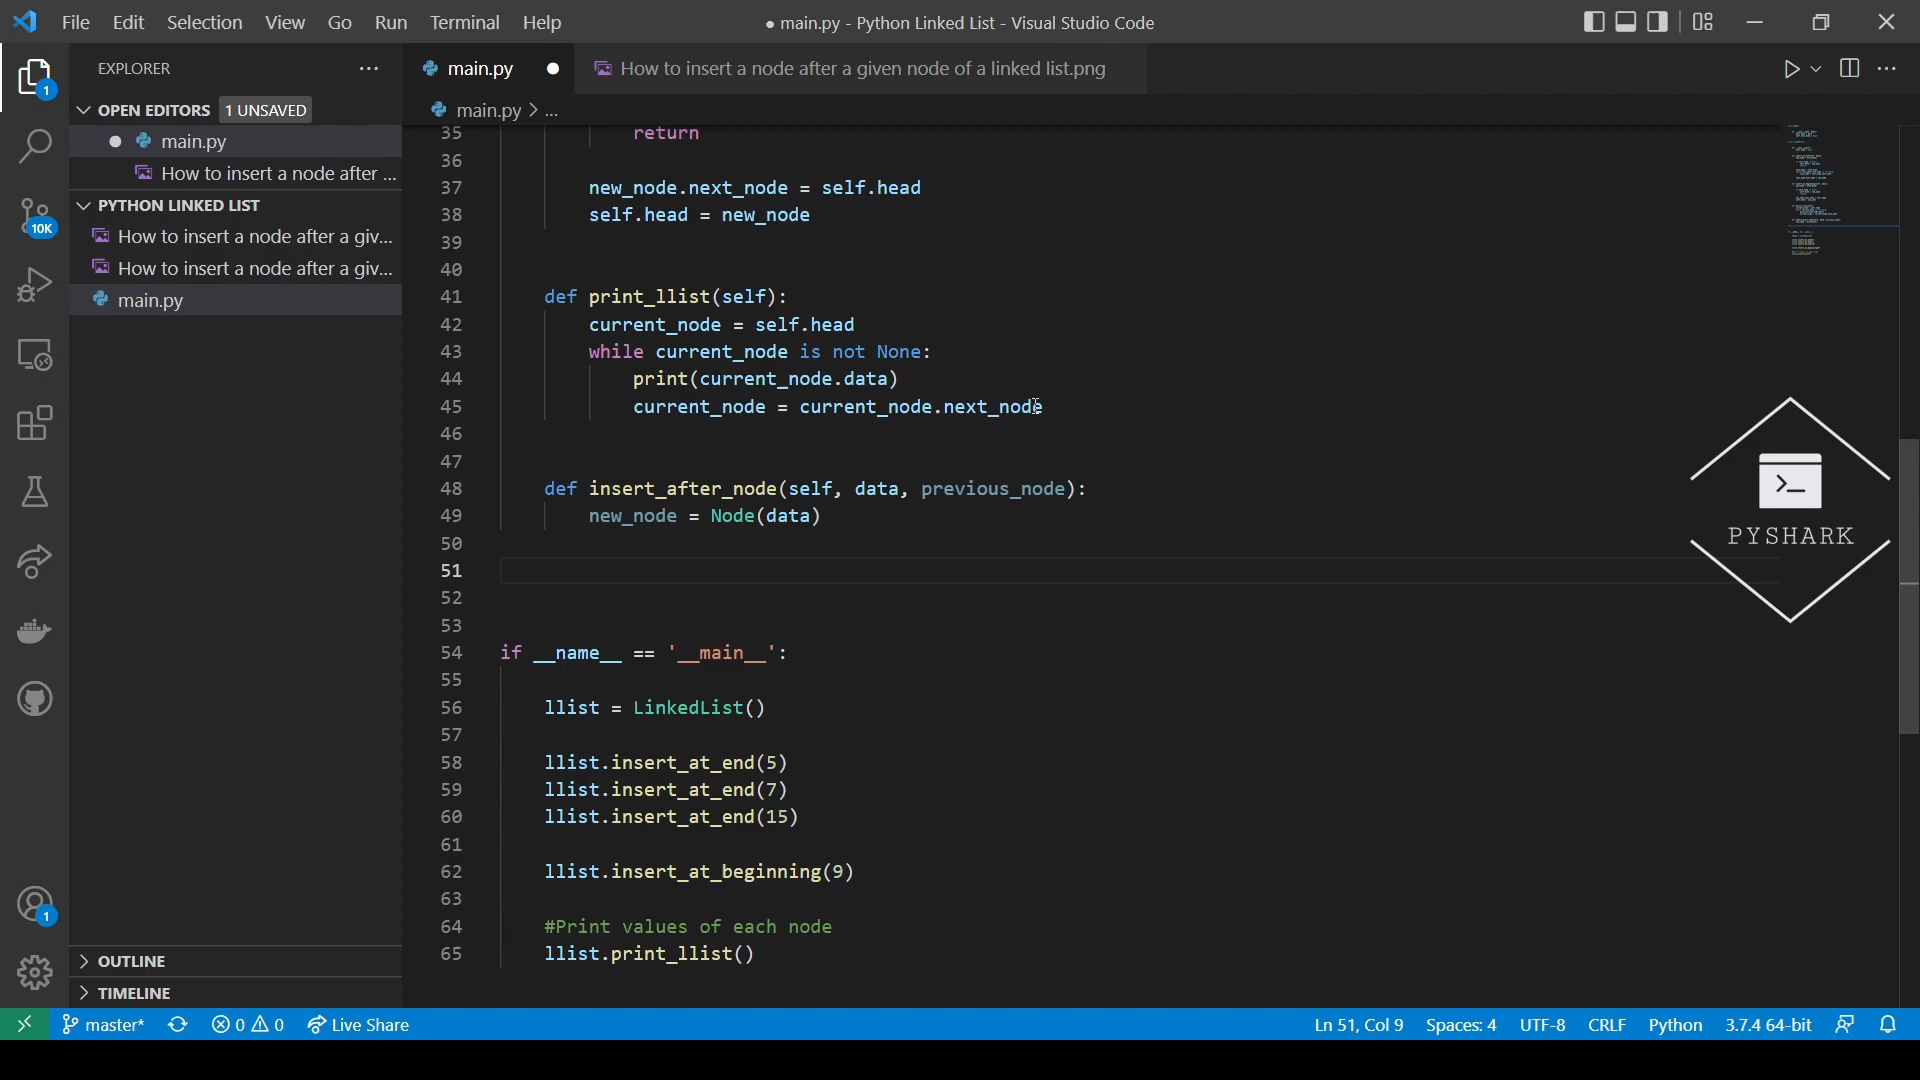 File Edit Selection View Go Run Terminal Help
● main.py - Python Linked List - Visual Studio Code
EXPLORER
OPEN EDITORS 1 UNSAVED
main.py
How to insert a node after ...
PYTHON LINKED LIST
How to insert a node after a giv...
How to insert a node after a giv...
main.py
OUTLINE
TIMELINE
1
10K
1
main.py
How to insert a node after a given node of a linked list.png
main.py > ...
35 return
36
37 new_node.next_node = self.head
38 self.head = new_node
39
40
41 def print_llist(self):
42 current_node = self.head
43 while current_node is not None:
44 print(current_node.data)
45 current_node = current_node.next_node
46
47
48 def insert_after_node(self, data, previous_node):
49 new_node = Node(data)
50
51
52
53
54 if __name__ == '__main__':
55
56 llist = LinkedList()
57
58 llist.insert_at_end(5)
59 llist.insert_at_end(7)
60 llist.insert_at_end(15)
61
62 llist.insert_at_beginning(9)
63
64 #Print values of each node
65 llist.print_llist()
PYSHARK
master* 0 0 Live Share
Ln 51, Col 9 Spaces: 4 UTF-8 CRLF Python 3.7.4 64-bit